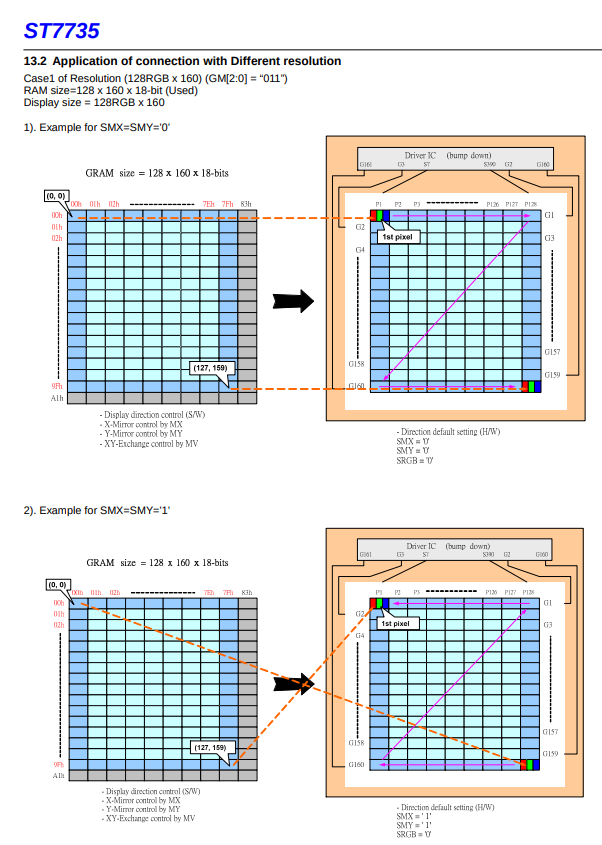 ST7735
13.2 Application of connection with Different resolution
Case1 of Resolution (128RGB x 160) (GM[2:0] = “011”)
RAM size=128 x 160 x 18-bit (Used)
Display size = 128RGB x 160
1). Example for SMX=SMY='0'
GRAM size = 128 x 160 x 18-bits
(0, 0)
00h 01h 02h 7Eh 7Fh 83h
00h
01h
02h
9Fh
A1h
(127, 159)
- Display direction control (S/W)
- X-Mirror control by MX
- Y-Mirror control by MY
- XY-Exchange control by MV
Driver IC (bump down)
G161 G3 S7 S390 G2 G160
P1 P2 P3 P126 P127 P128
G1
G2
G3
G4
1st pixel
G157
G158
G159
G160
- Direction default setting (H/W)
SMX = '0'
SMY = '0'
SRGB = '0'
2). Example for SMX=SMY='1'
GRAM size = 128 x 160 x 18-bits
(0, 0)
00h 01h 02h 7Eh 7Fh 83h
00h
01h
02h
9Fh
A1h
(127, 159)
- Display direction control (S/W)
- X-Mirror control by MX
- Y-Mirror control by MY
- XY-Exchange control by MV
Driver IC (bump down)
G161 G3 S7 S390 G2 G160
P1 P2 P3 P126 P127 P128
G1
G2
G3
G4
1st pixel
G157
G158
G159
G160
- Direction default setting (H/W)
SMX = ' 1'
SMY = ' 1'
SRGB = '0'